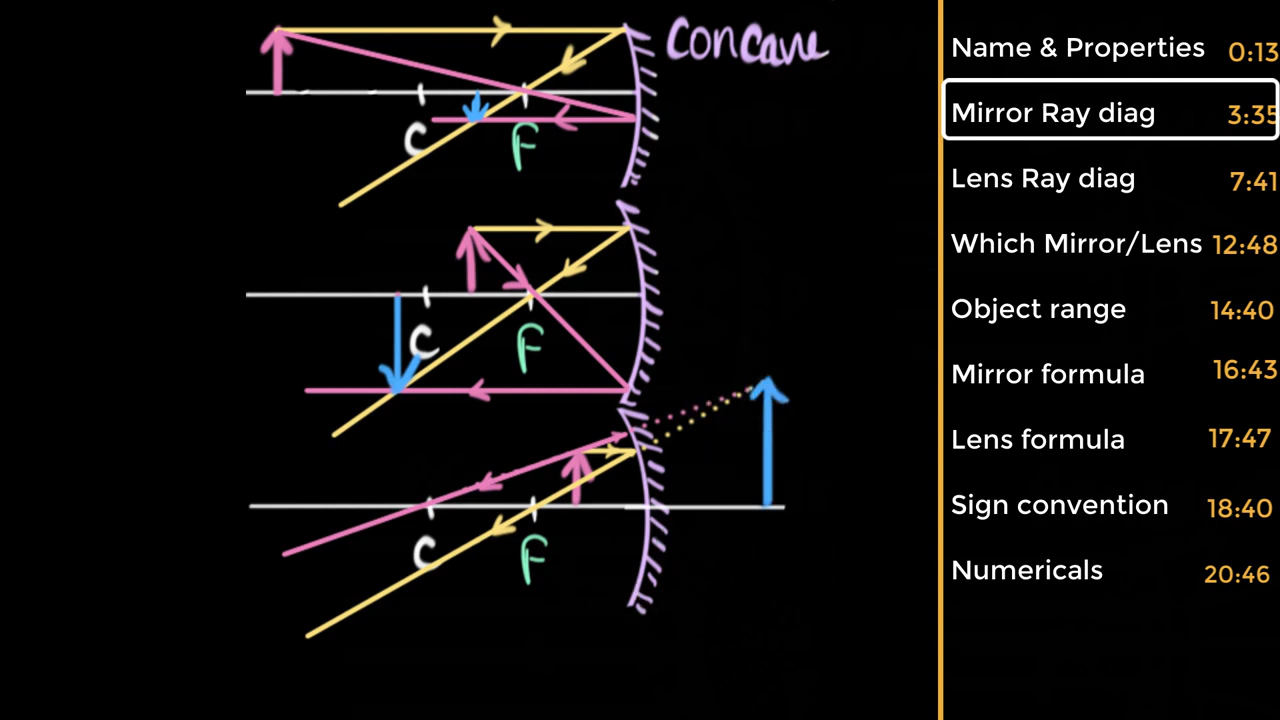 Concave
C
F
C
F
C
F
Name & Properties 0:13
Mirror Ray diag 3:35
Lens Ray diag 7:41
Which Mirror/Lens 12:48
Object range 14:40
Mirror formula 16:43
Lens formula 17:47
Sign convention 18:40
Numericals 20:46